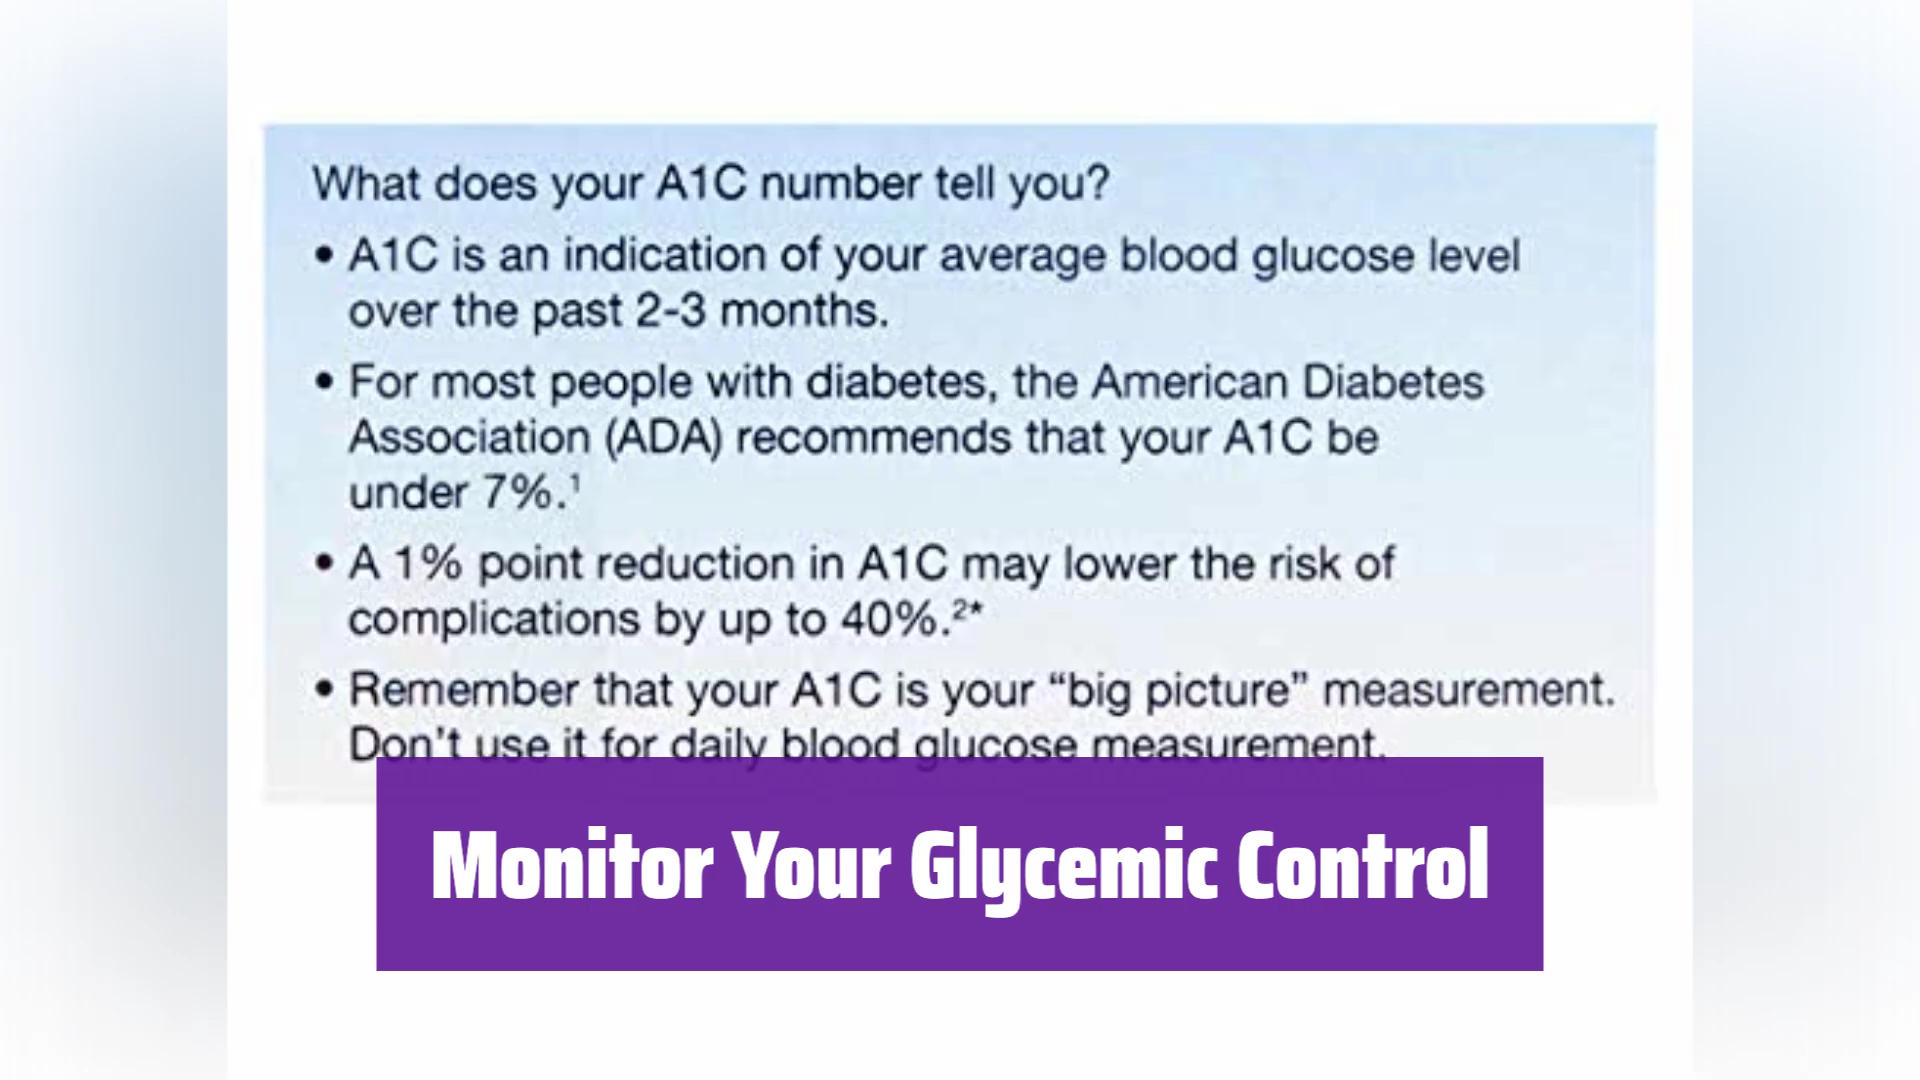 What does your A1C number tell you?
• A1C is an indication of your average blood glucose level
over the past 2-3 months.
• For most people with diabetes, the American Diabetes
Association (ADA) recommends that your A1C be
under 7%.¹
• A 1% point reduction in A1C may lower the risk of
complications by up to 40%.²*
• Remember that your A1C is your “big picture” measurement.
Don't use it for daily blood glucose measurement.
Monitor Your Glycemic Control